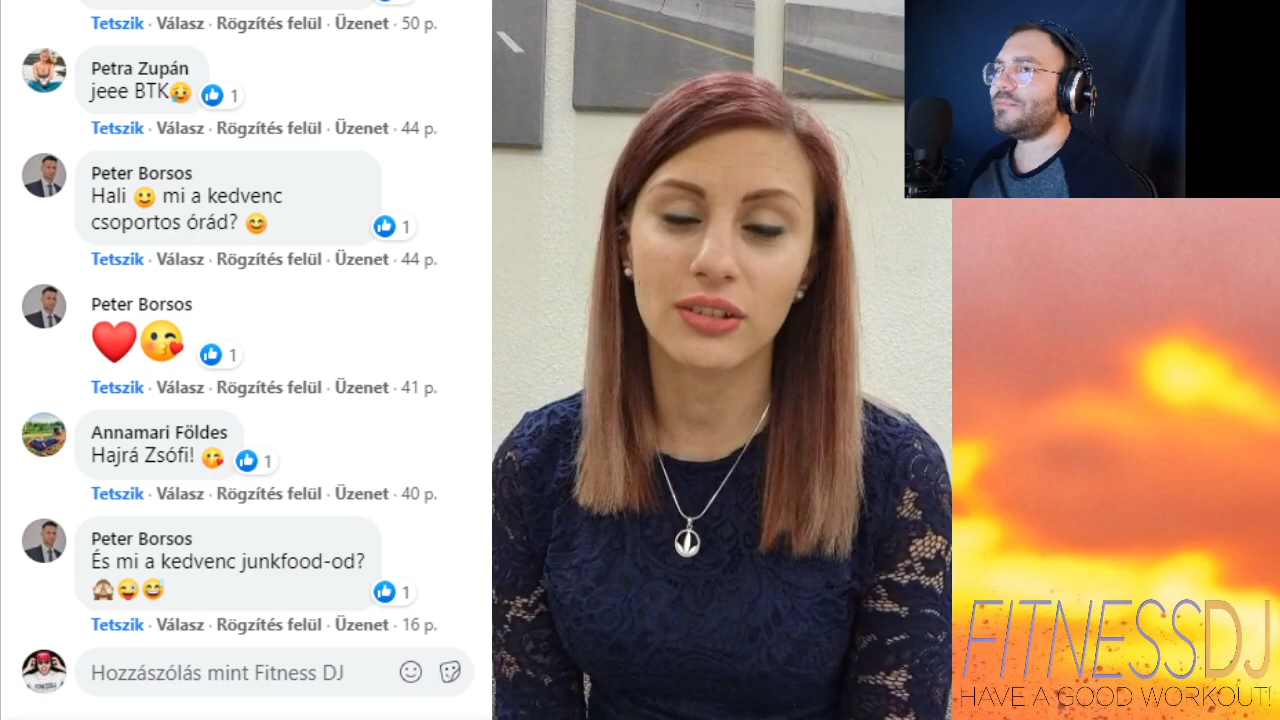 Tetszik · Válasz · Rögzítés felül · Üzenet · 50 p.
Petra Zupán
jeee BTK🥲 1
Tetszik · Válasz · Rögzítés felül · Üzenet · 44 p.
Peter Borsos
Hali 🙂 mi a kedvenc
csoportos órád? 😊 1
Tetszik · Válasz · Rögzítés felül · Üzenet · 44 p.
Peter Borsos
❤️😘 1
Tetszik · Válasz · Rögzítés felül · Üzenet · 41 p.
Annamari Földes
Hajrá Zsófi! 😘 1
Tetszik · Válasz · Rögzítés felül · Üzenet · 40 p.
Peter Borsos
És mi a kedvenc junkfood-od?
🙈😜😅 1
Tetszik · Válasz · Rögzítés felül · Üzenet · 16 p.
Hozzászólás mint Fitness DJ
FITNESSDJ
HAVE A GOOD WORKOUT!